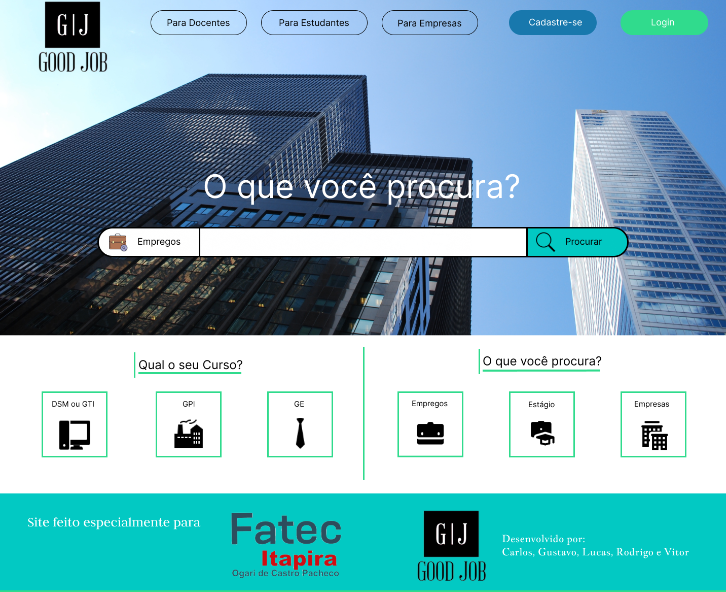 G|J
GOOD JOB
Para Docentes
Para Estudantes
Para Empresas
Cadastre-se
Login
O que você procura?
Empregos
Procurar
Qual o seu Curso?
DSM ou GTI
GPI
GE
O que você procura?
Empregos
Estágio
Empresas
Site feito especialmente para
Fatec
Itapira
Ogari de Castro Pacheco
G|J
GOOD JOB
Desenvolvido por:
Carlos, Gustavo, Lucas, Rodrigo e Vitor